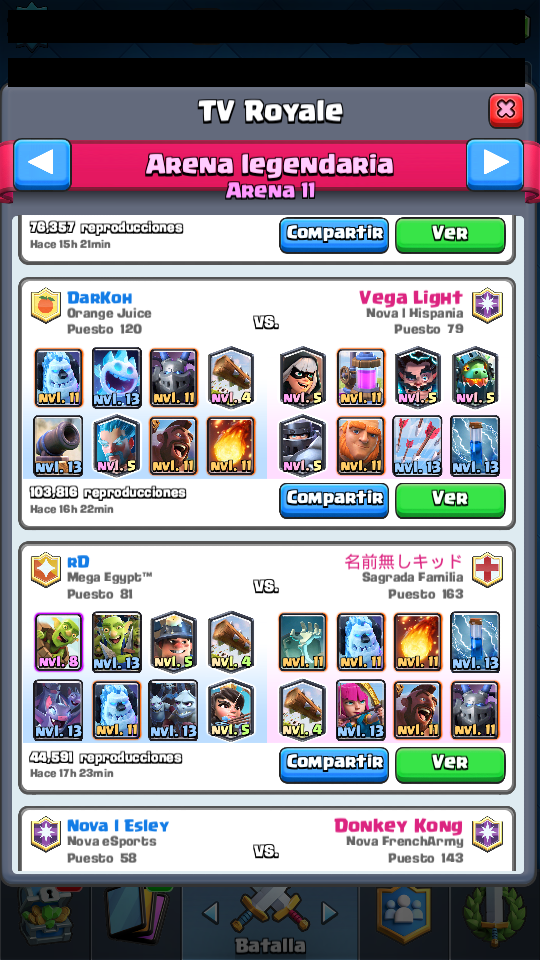 TV Royale
Arena legendaria
Arena 11
76,357 reproducciones
Hace 15h 21min
Compartir
Ver
DarKoh
Orange Juice
Puesto 120
vs.
Vega Light
Nova | Hispania
Puesto 79
nvl. 11 nvl. 13 nvl. 11 nvl. 4 nvl. 5 nvl. 11 nvl. 5 nvl. 5
nvl. 13 nvl. 5 nvl. 11 nvl. 11 nvl. 5 nvl. 11 nvl. 13 nvl. 13
103,816 reproducciones
Hace 16h 22min
Compartir
Ver
rD
Mega Egypt™
Puesto 81
vs.
名前無しキッド
Sagrada Familia
Puesto 163
nvl. 8 nvl. 13 nvl. 5 nvl. 4 nvl. 11 nvl. 11 nvl. 11 nvl. 13
nvl. 13 nvl. 11 nvl. 13 nvl. 5 nvl. 4 nvl. 13 nvl. 11 nvl. 11
44,591 reproducciones
Hace 17h 23min
Compartir
Ver
Nova | Esley
Nova eSports
Puesto 58
vs.
Donkey Kong
Nova FrenchArmy
Puesto 143
Batalla